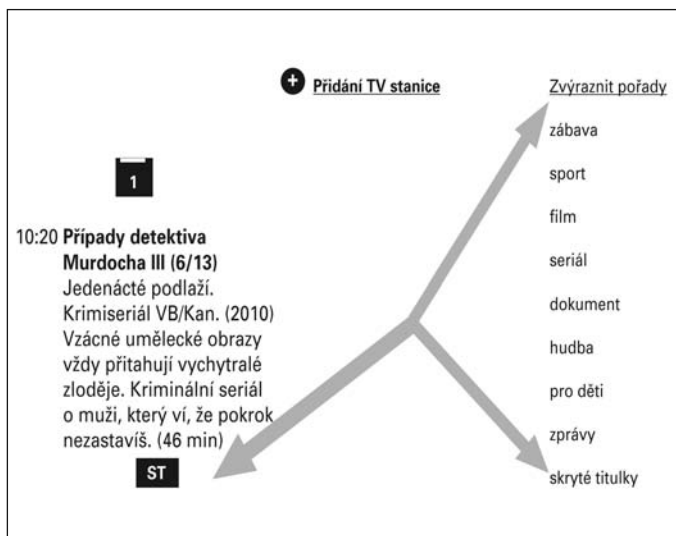 + Přidání TV stanice
Zvýraznit pořady
zábava
sport
film
seriál
dokument
hudba
pro děti
zprávy
skryté titulky
1
10:20 Případy detektiva
Murdocha III (6/13)
Jedenácté podlaží.
Krimiseriál VB/Kan. (2010)
Vzácné umělecké obrazy
vždy přitahují vychytralé
zloděje. Kriminální seriál
o muži, který ví, že pokrok
nezastavíš. (46 min)
ST